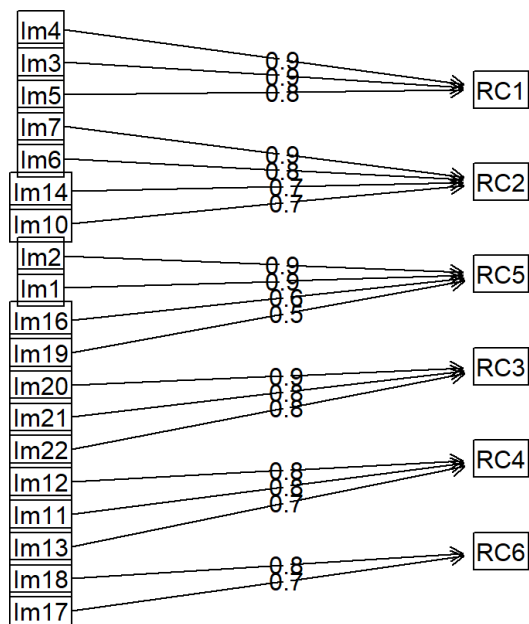 Im4
Im3
Im5
Im7
Im6
Im14
Im10
Im2
Im1
Im16
Im19
Im20
Im21
Im22
Im12
Im11
Im13
Im18
Im17
0.9
0.9
0.8
0.9
0.8
0.7
0.7
0.9
0.9
0.6
0.5
0.9
0.8
0.8
0.8
0.8
0.7
0.8
0.7
RC1
RC2
RC5
RC3
RC4
RC6